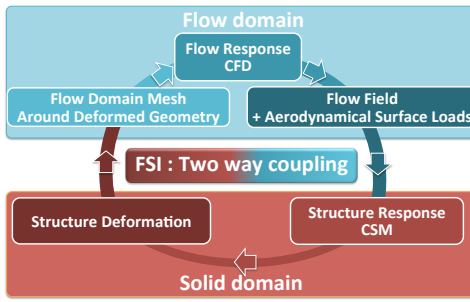 Flow domain
Flow Response
CFD
Flow Domain Mesh
Around Deformed Geometry
Flow Field
+ Aerodynamical Surface Loads
FSI : Two way coupling
Structure Deformation
Structure Response
CSM
Solid domain